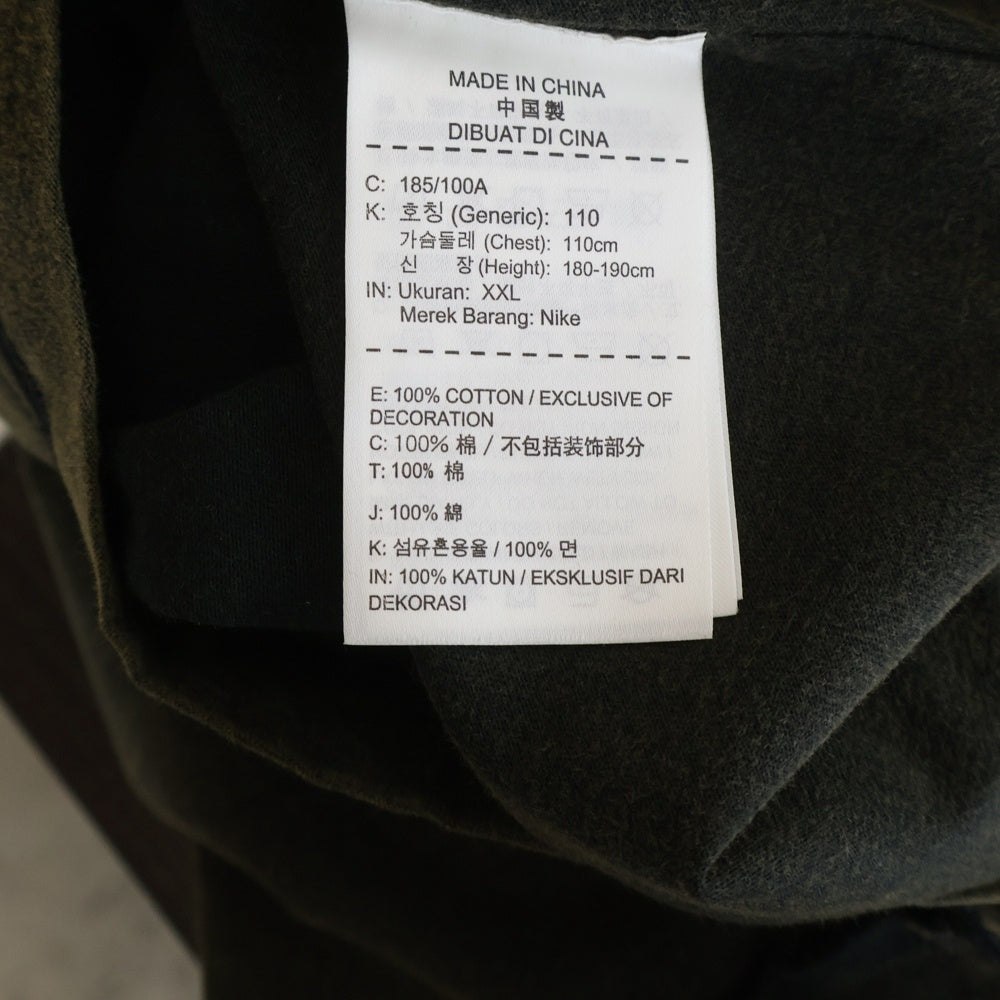 MADE IN CHINA
中国製
DIBUAT DI CINA
C: 185/100A
K: 호칭 (Generic): 110
가슴둘레 (Chest): 110cm
신 장 (Height): 180-190cm
IN: Ukuran: XXL
Merek Barang: Nike
E: 100% COTTON / EXCLUSIVE OF
DECORATION
C: 100% 棉 / 不包括装饰部分
T: 100% 棉
J: 100% 綿
K: 섬유혼용율 / 100% 면
IN: 100% KATUN / EKSKLUSIF DARI
DEKORASI